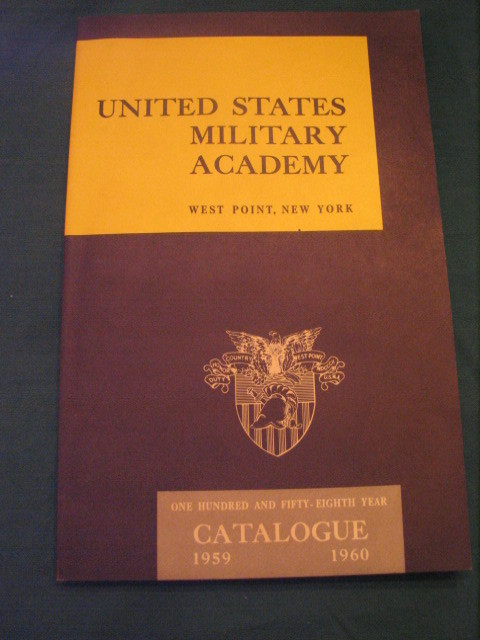 UNITED STATES
MILITARY
ACADEMY
WEST POINT, NEW YORK
DUTY
COUNTRY
WEST POINT
U.S.M.A
ONE HUNDRED AND FIFTY-EIGHTH YEAR
CATALOGUE
1959 1960